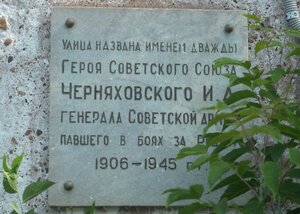 УЛИЦА НАЗВАНА ИМЕНЕМ ДВАЖДЫ
ГЕРОЯ СОВЕТСКОГО СОЮЗА
ЧЕРНЯХОВСКОГО И
ГЕНЕРАЛА СОВЕТСКОЙ
ПАВШЕГО В БОЯХ ЗА
1906-1945